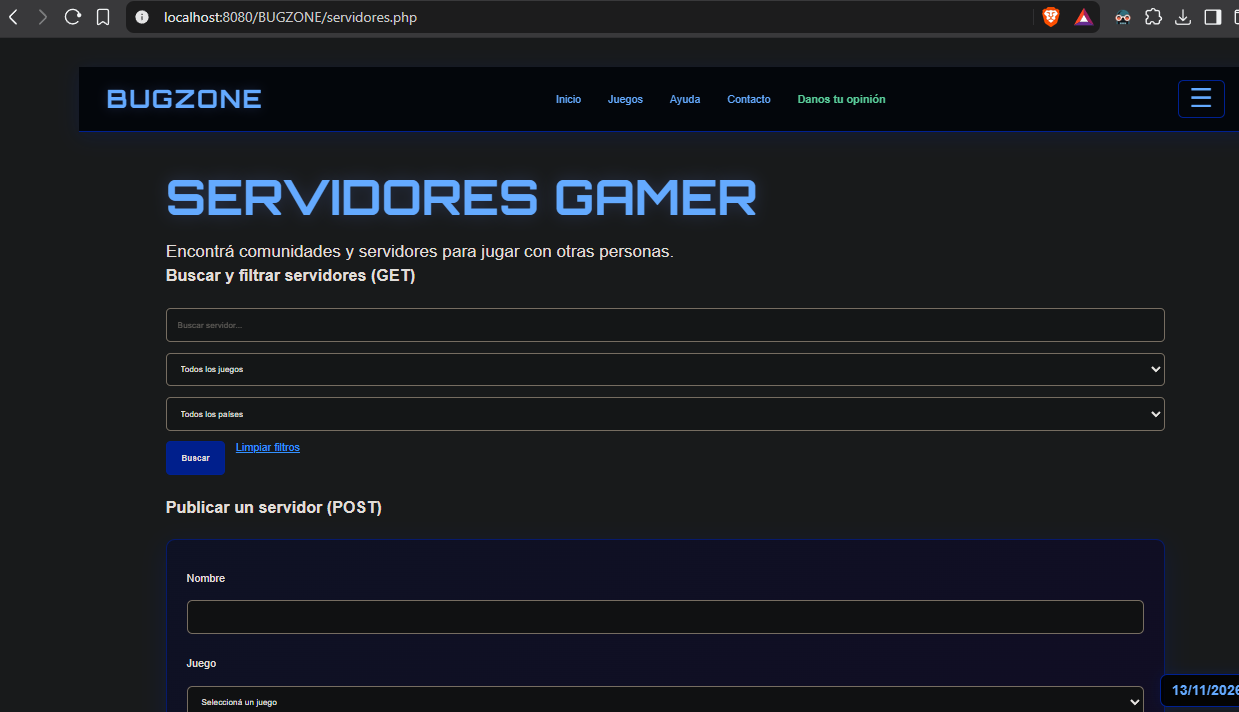 localhost:8080/BUGZONE/servidores.php
BUGZONE
Inicio
Juegos
Ayuda
Contacto
Danos tu opinión
SERVIDORES GAMER
Encontrá comunidades y servidores para jugar con otras personas.
Buscar y filtrar servidores (GET)
Buscar servidor...
Todos los juegos
Todos los países
Buscar
Limpiar filtros
Publicar un servidor (POST)
Nombre
Juego
Seleccioná un juego
13/11/2026